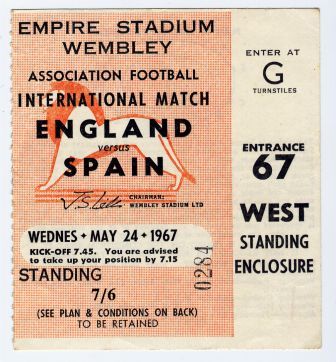 EMPIRE STADIUM
WEMBLEY
ASSOCIATION FOOTBALL
INTERNATIONAL MATCH
ENGLAND
versus
SPAIN
CHAIRMAN:
WEMBLEY STADIUM LTD
WEDNES • MAY 24 • 1967
KICK-OFF 7.45. You are advised
to take up your position by 7.15
STANDING
7/6
(SEE PLAN & CONDITIONS ON BACK)
TO BE RETAINED
0284
ENTER AT
G
TURNSTILES
ENTRANCE
67
WEST
STANDING
ENCLOSURE